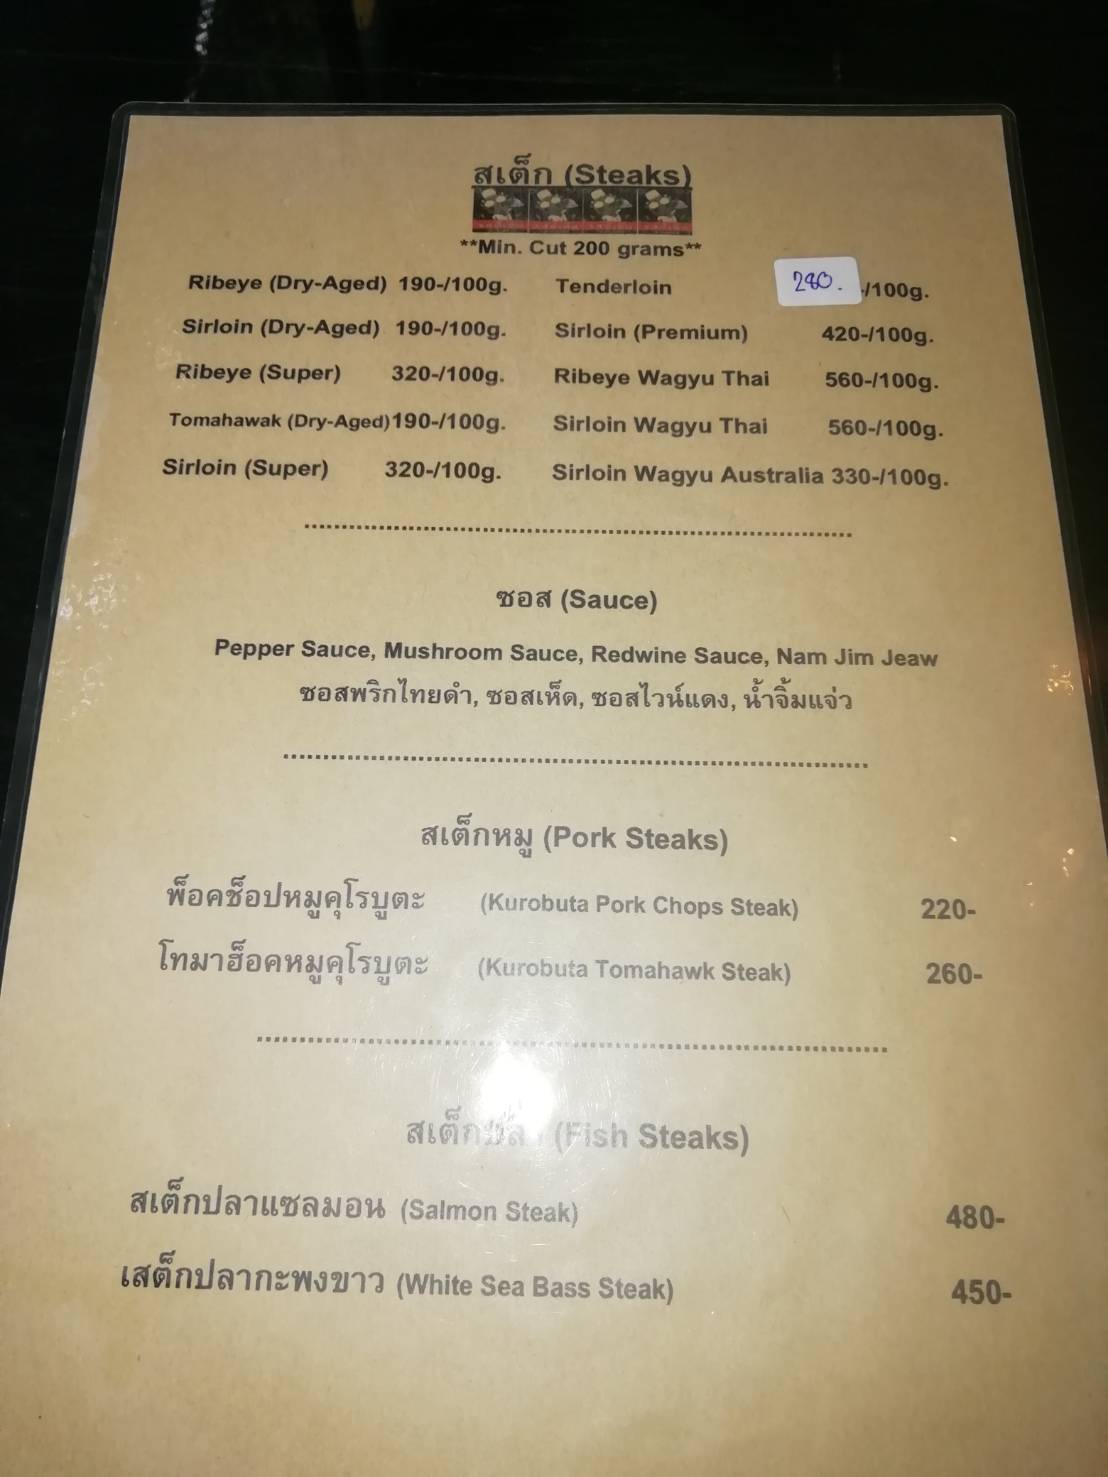 สเต็ก (Steaks)
**Min. Cut 200 grams**
Ribeye (Dry-Aged) 190-/100g. Tenderloin 280. -/100g.
Sirloin (Dry-Aged) 190-/100g. Sirloin (Premium) 420-/100g.
Ribeye (Super) 320-/100g. Ribeye Wagyu Thai 560-/100g.
Tomahawak (Dry-Aged)190-/100g. Sirloin Wagyu Thai 560-/100g.
Sirloin (Super) 320-/100g. Sirloin Wagyu Australia 330-/100g.
ซอส (Sauce)
Pepper Sauce, Mushroom Sauce, Redwine Sauce, Nam Jim Jeaw
ซอสพริกไทยดำ, ซอสเห็ด, ซอสไวน์แดง, น้ำจิ้มแจ่ว
สเต็กหมู (Pork Steaks)
พ็อคช็อปหมูคุโรบูตะ (Kurobuta Pork Chops Steak) 220-
โทมาฮ็อคหมูคุโรบูตะ (Kurobuta Tomahawk Steak) 260-
(Fish Steaks)
สเต็กปลาแซลมอน (Salmon Steak) 480-
เสต็กปลากะพงขาว (White Sea Bass Steak) 450-